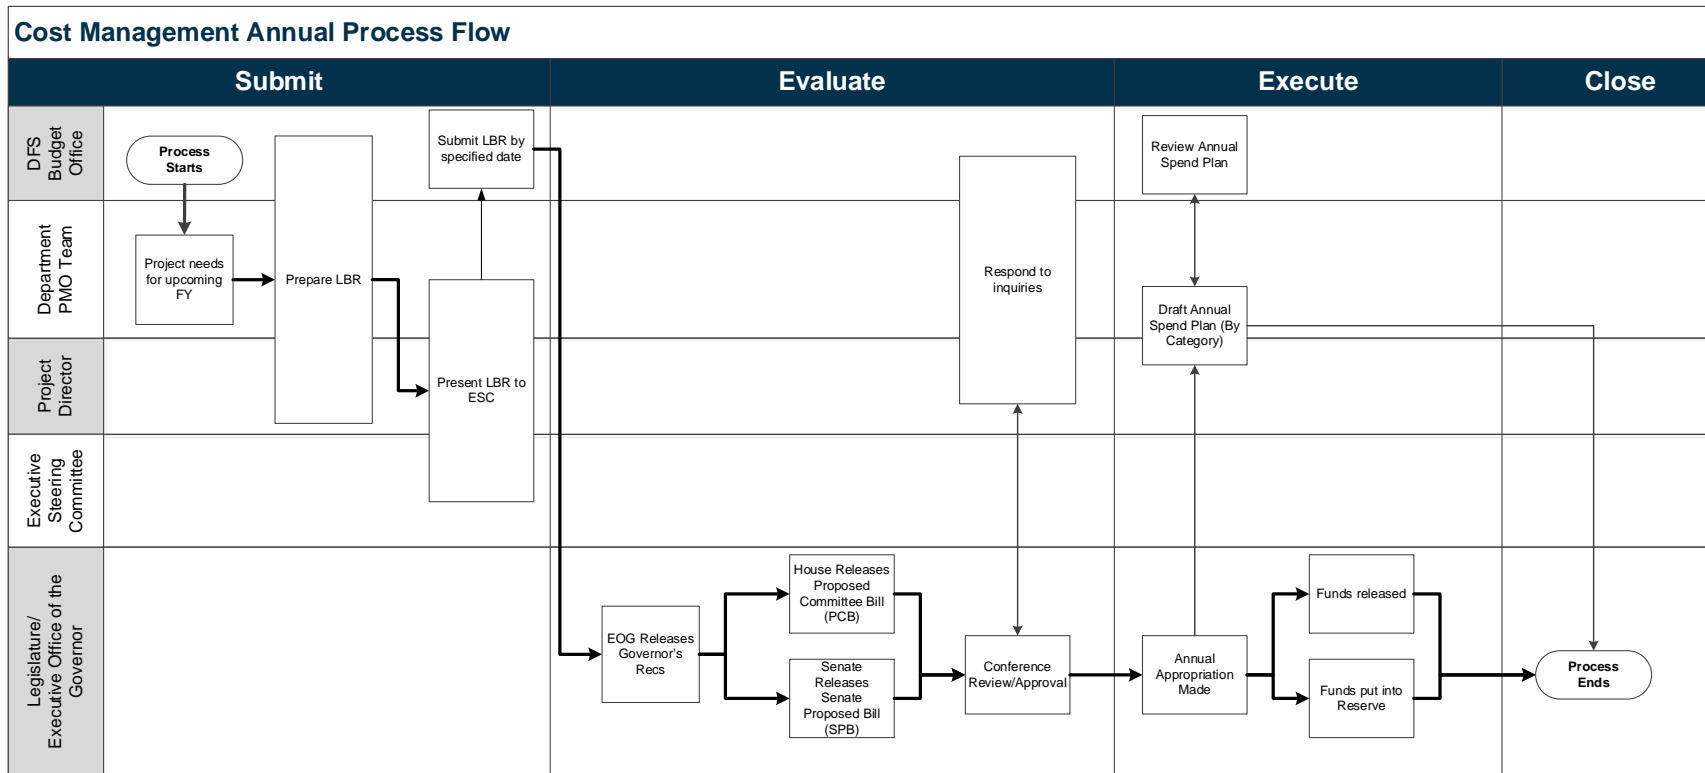 Cost Management Annual Process Flow
Submit
Evaluate
Execute
Close
DFS
Budget
Office
Process
Starts
Submit LBR by
specified date
Review Annual
Spend Plan
Department
PMO Team
Project needs
for upcoming
FY
Prepare LBR
Respond to
inquiries
Draft Annual
Spend Plan (By
Category)
Project
Director
Present LBR to
ESC
Executive
Steering
Committee
Legislature/
Executive Office of the
Governor
EOG Releases
Governor's
Recs
House Releases
Proposed
Committee Bill
(PCB)
Senate
Releases
Senate
Proposed Bill
(SPB)
Conference
Review/Approval
Annual
Appropriation
Made
Funds released
Funds put into
Reserve
Process
Ends